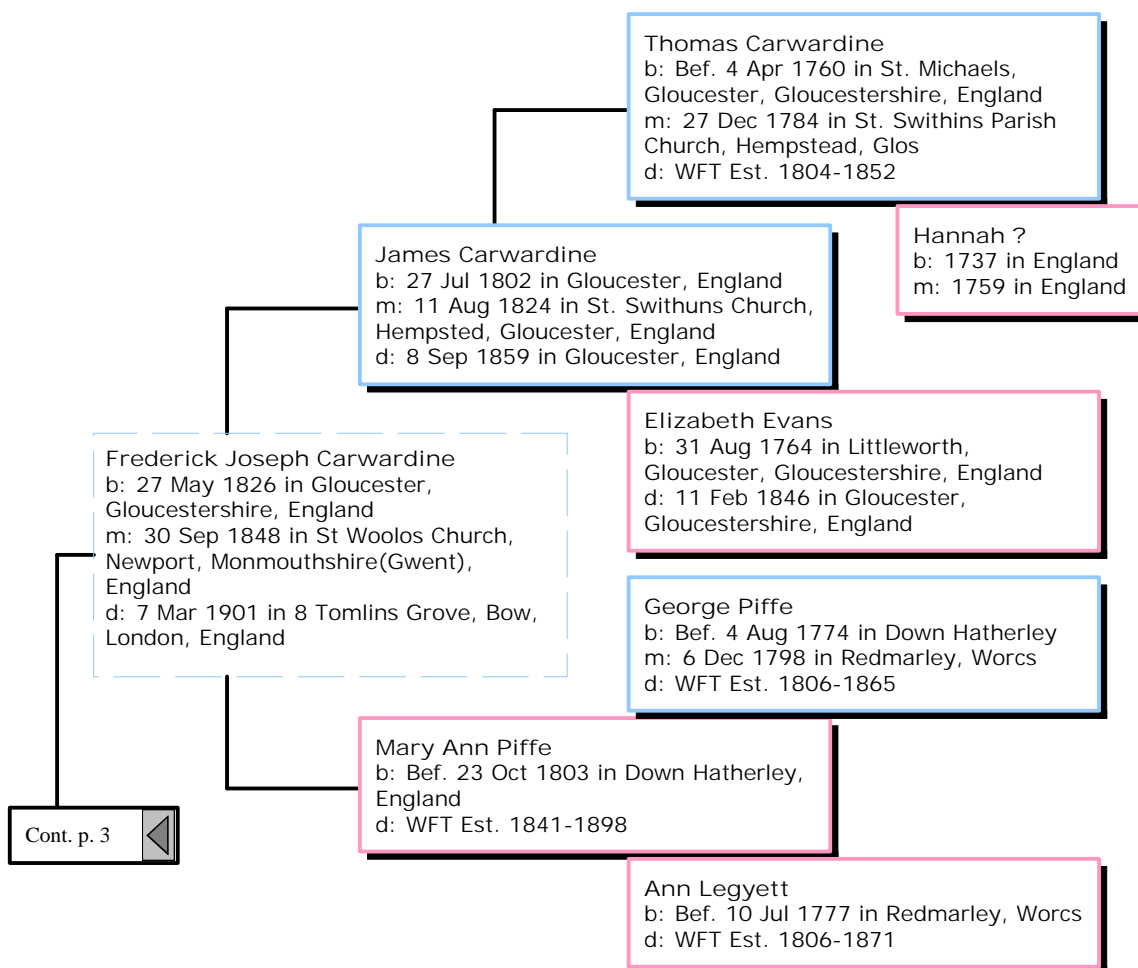 Thomas Carwardine
b: Bef. 4 Apr 1760 in St. Michaels,
Gloucester, Gloucestershire, England
m: 27 Dec 1784 in St. Swithins Parish
Church, Hempstead, Glos
d: WFT Est. 1804-1852
Hannah ?
b: 1737 in England
m: 1759 in England
James Carwardine
b: 27 Jul 1802 in Gloucester, England
m: 11 Aug 1824 in St. Swithuns Church,
Hempsted, Gloucester, England
d: 8 Sep 1859 in Gloucester, England
Elizabeth Evans
b: 31 Aug 1764 in Littleworth,
Gloucester, Gloucestershire, England
d: 11 Feb 1846 in Gloucester,
Gloucestershire, England
Frederick Joseph Carwardine
b: 27 May 1826 in Gloucester,
Gloucestershire, England
m: 30 Sep 1848 in St Woolos Church,
Newport, Monmouthshire(Gwent),
England
d: 7 Mar 1901 in 8 Tomlins Grove, Bow,
London, England
George Piffe
b: Bef. 4 Aug 1774 in Down Hatherley
m: 6 Dec 1798 in Redmarley, Worcs
d: WFT Est. 1806-1865
Mary Ann Piffe
b: Bef. 23 Oct 1803 in Down Hatherley,
England
d: WFT Est. 1841-1898
Cont. p. 3
Ann Legyett
b: Bef. 10 Jul 1777 in Redmarley, Worcs
d: WFT Est. 1806-1871